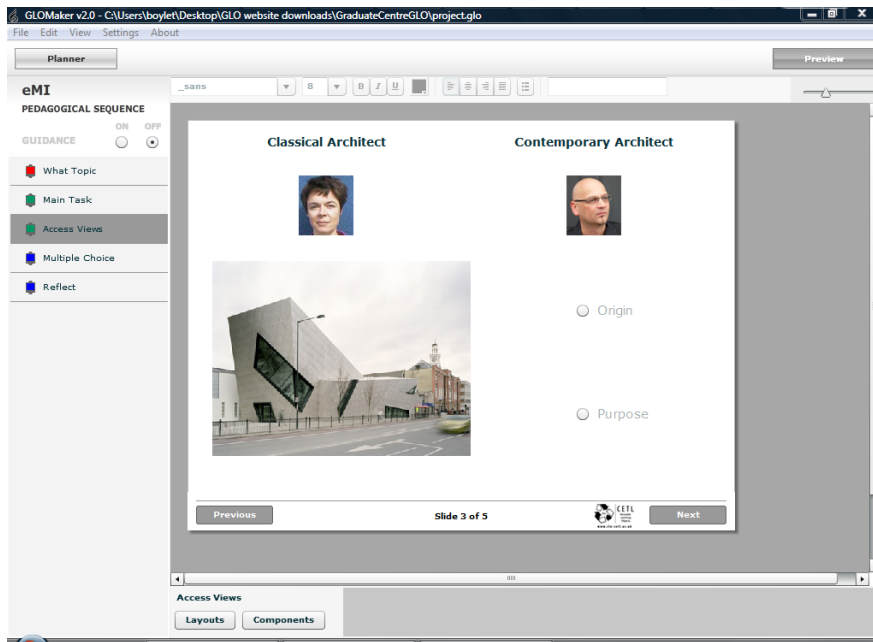 GLOMaker v2.0 - C:\Users\boylet\Desktop\GLO website downloads\GraduateCentreGLO\project.glo
File Edit View Settings About
Planner
Preview
eMI
PEDAGOGICAL SEQUENCE
ON OFF
GUIDANCE
What Topic
Main Task
Access Views
Multiple Choice
Reflect
_sans
8
B I U
Classical Architect
Contemporary Architect
Origin
Purpose
Previous
Slide 3 of 5
CETL
Next
Access Views
Layouts
Components